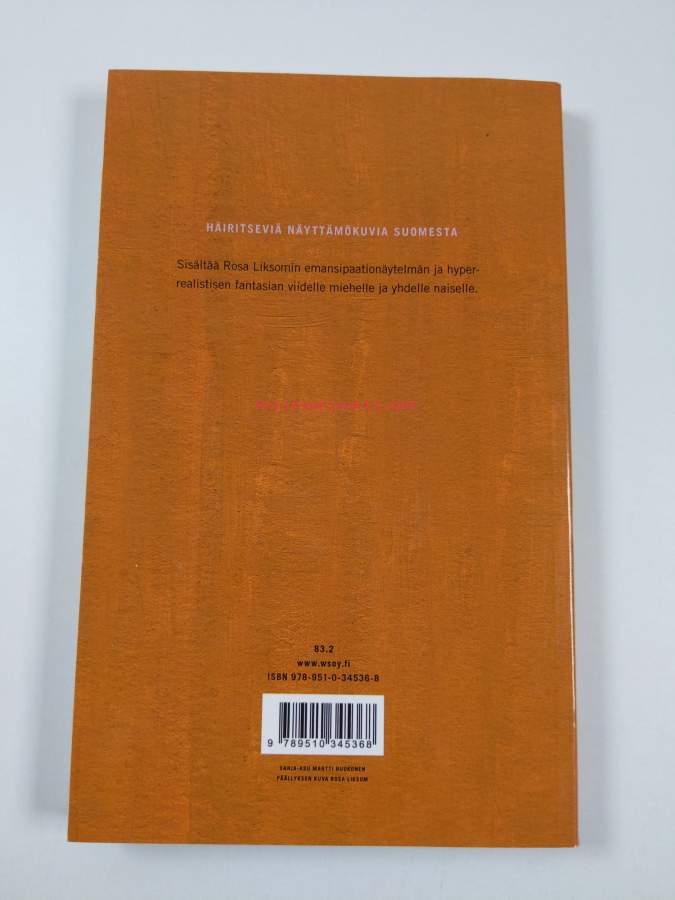 HÄIRITSEVIÄ NÄYTTÄMÖKUVIA SUOMESTA
Sisältää Rosa Liksomin emansipaationäytelmän ja hyper-
realistisen fantasian viidelle miehelle ja yhdelle naiselle.
83.2
www.wsoy.fi
ISBN 978-951-0-34536-8
9 789510 345368
SARJA-ASU MARTTI RUOKONEN
PÄÄLLYKSEN KUVA ROSA LIKSOM